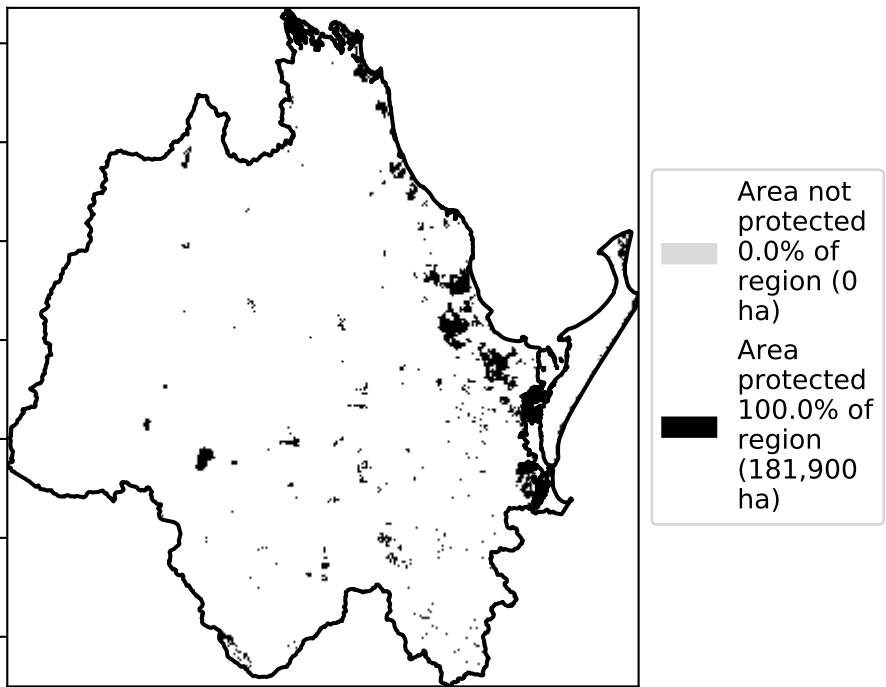 Area not
protected
0.0% of
region (0
ha)
Area
protected
100.0% of
region
(181,900
ha)